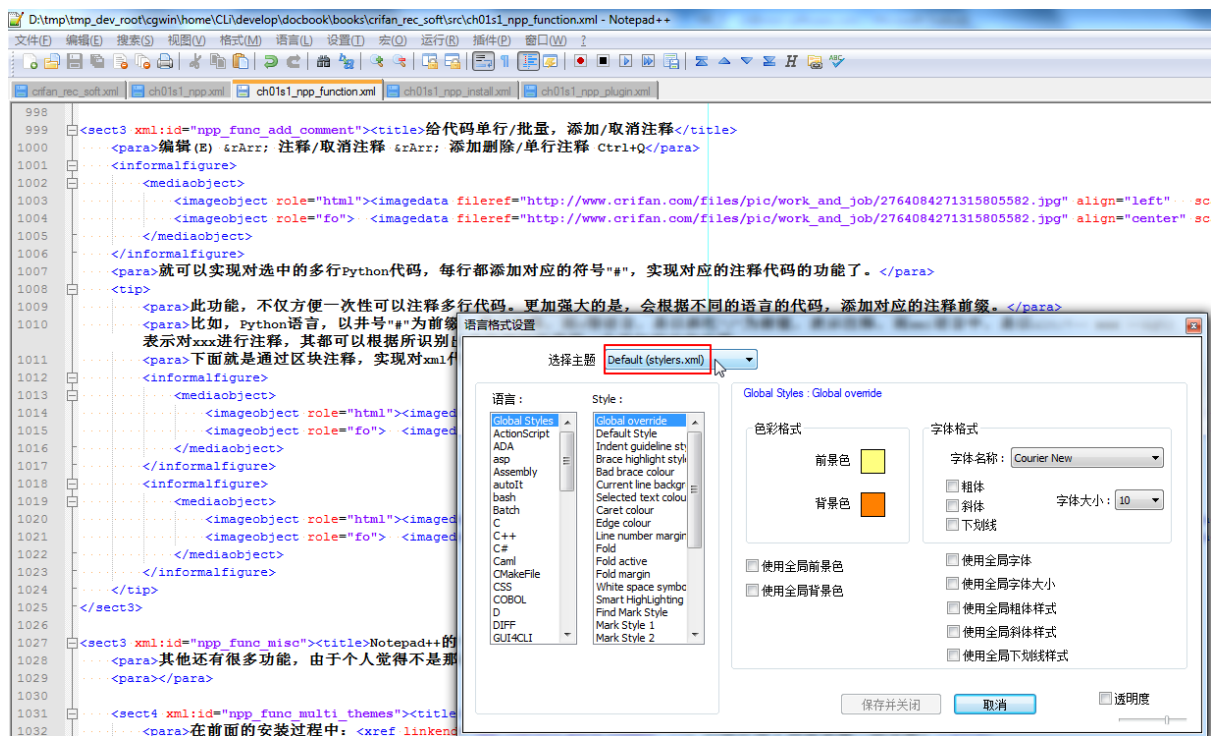 D:\tmp\tmp_dev_root\cgwin\home\CLi\develop\docbook\books\crifan_rec_soft\src\ch01s1_npp_function.xml - Notepad++
文件(F) 编辑(E) 搜索(S) 视图(V) 格式(M) 语言(L) 设置(T) 宏(O) 运行(R) 插件(P) 窗口(W) ?
crifan_rec_soft.xml ch01s1_npp.xml ch01s1_npp_function.xml ch01s1_npp_install.xml ch01s1_npp_plugin.xml
998
999 <sect3 xml:id="npp_func_add_comment"><title>给代码单行/批量，添加/取消注释</title>
1000 <para>编辑(E) &rArr; 注释/取消注释 &rArr; 添加删除/单行注释 Ctrl+Q</para>
1001 <informalfigure>
1002 <mediaobject>
1003 <imageobject role="html"><imagedata fileref="http://www.crifan.com/files/pic/work_and_job/2764084271315805582.jpg" align="left" sc
1004 <imageobject role="fo"> <imagedata fileref="http://www.crifan.com/files/pic/work_and_job/2764084271315805582.jpg" align="center" sc
1005 </mediaobject>
1006 </informalfigure>
1007 <para>就可以实现对选中的多行Python代码，每行都添加对应的符号"#"，实现对应的注释代码的功能了。</para>
1008 <tip>
1009 <para>此功能，不仅方便一次性可以注释多行代码。更加强大的是，会根据不同的语言的代码，添加对应的注释前缀。</para>
1010 <para>比如，Python语言，以井号"#"为前缀
表示对xxx进行注释，其都可以根据所识别
1011 <para>下面就是通过区块注释，实现对xml代
1012 <informalfigure>
1013 <mediaobject>
1014 <imageobject role="html"><imaged
1015 <imageobject role="fo"> <imaged
1016 </mediaobject>
1017 </informalfigure>
1018 <informalfigure>
1019 <mediaobject>
1020 <imageobject role="html"><imaged
1021 <imageobject role="fo"> <imaged
1022 </mediaobject>
1023 </informalfigure>
1024 </tip>
1025 </sect3>
1026
1027 <sect3 xml:id="npp_func_misc"><title>Notepad++的
1028 <para>其他还有很多功能，由于个人觉得不是那
1029 <para></para>
1030
1031 <sect4 xml:id="npp_func_multi_themes"><title
1032 <para>在前面的安装过程中：<xref linkend
语言格式设置
选择主题 Default (stylers.xml)
语言：
Global Styles
ActionScript
ADA
asp
Assembly
autoIt
bash
Batch
C
C++
C#
Caml
CMakeFile
CSS
COBOL
D
DIFF
GUI4CLI
Style：
Global override
Default Style
Indent guideline sty
Brace highlight style
Bad brace colour
Current line backgr
Selected text colou
Caret colour
Edge colour
Line number margin
Fold
Fold active
Fold margin
White space symbo
Smart HighLighting
Find Mark Style
Mark Style 1
Mark Style 2
Global Styles : Global override
色彩格式
前景色
背景色
使用全局前景色
使用全局背景色
字体格式
字体名称： Courier New
粗体
斜体
下划线
字体大小： 10
使用全局字体
使用全局字体大小
使用全局粗体样式
使用全局斜体样式
使用全局下划线样式
保存并关闭 取消 透明度